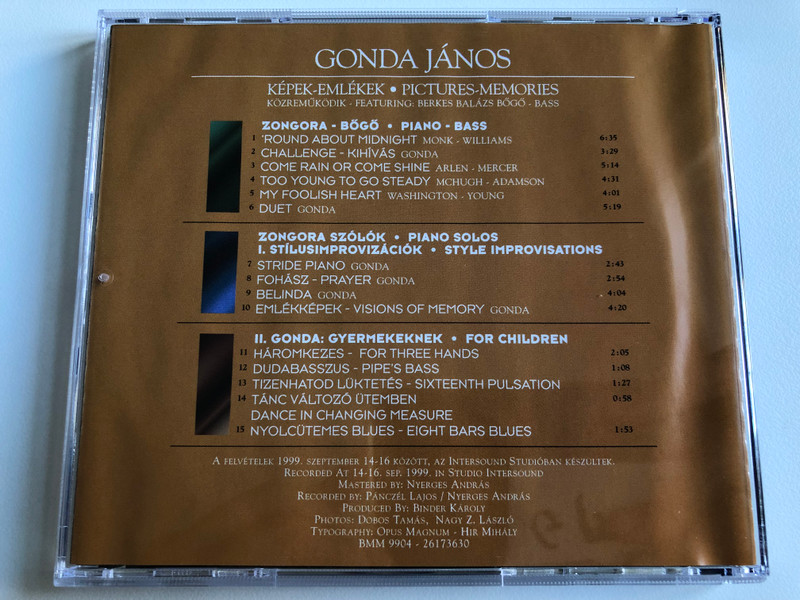 GONDA JÁNOS
KÉPEK-EMLÉKEK • PICTURES-MEMORIES
KÖZREMŰKÖDIK - FEATURING: BERKES BALÁZS BŐGŐ - BASS
ZONGORA - BŐGŐ • PIANO - BASS
1 'ROUND ABOUT MIDNIGHT MONK - WILLIAMS 6:35
2 CHALLENGE - KIHÍVÁS GONDA 3:29
3 COME RAIN OR COME SHINE ARLEN - MERCER 5:14
4 TOO YOUNG TO GO STEADY MCHUGH - ADAMSON 4:31
5 MY FOOLISH HEART WASHINGTON - YOUNG 4:01
6 DUET GONDA 5:19
ZONGORA SZÓLÓK • PIANO SOLOS
I. STÍLUSIMPROVIZÁCIÓK • STYLE IMPROVISATIONS
7 STRIDE PIANO GONDA 2:43
8 FOHÁSZ - PRAYER GONDA 2:54
9 BELINDA GONDA 4:04
10 EMLÉKKÉPEK - VISIONS OF MEMORY GONDA 4:20
II. GONDA: GYERMEKEKNEK • FOR CHILDREN
11 HÁROMKEZES - FOR THREE HANDS 2:05
12 DUDABASSZUS - PIPE'S BASS 1:08
13 TIZENHATOD LÜKTETÉS - SIXTEENTH PULSATION 1:27
14 TÁNC VÁLTOZÓ ÜTEMBEN 0:58
DANCE IN CHANGING MEASURE
15 NYOLCÜTEMES BLUES - EIGHT BARS BLUES 1:53
A FELVÉTELEK 1999. SZEPTEMBER 14-16 KÖZÖTT, AZ INTERSOUND STUDIÓBAN KÉSZÜLTEK.
RECORDED AT 14-16. SEP. 1999. IN STUDIO INTERSOUND
MASTERED BY: NYERGES ANDRÁS
RECORDED BY: PÁNCZÉL LAJOS / NYERGES ANDRÁS
PRODUCED BY: BINDER KÁROLY
PHOTOS: DOBOS TAMÁS, NAGY Z. LÁSZLÓ
TYPOGRAPHY: OPUS MAGNUM - HIR MIHÁLY
BMM 9904 - 26173630